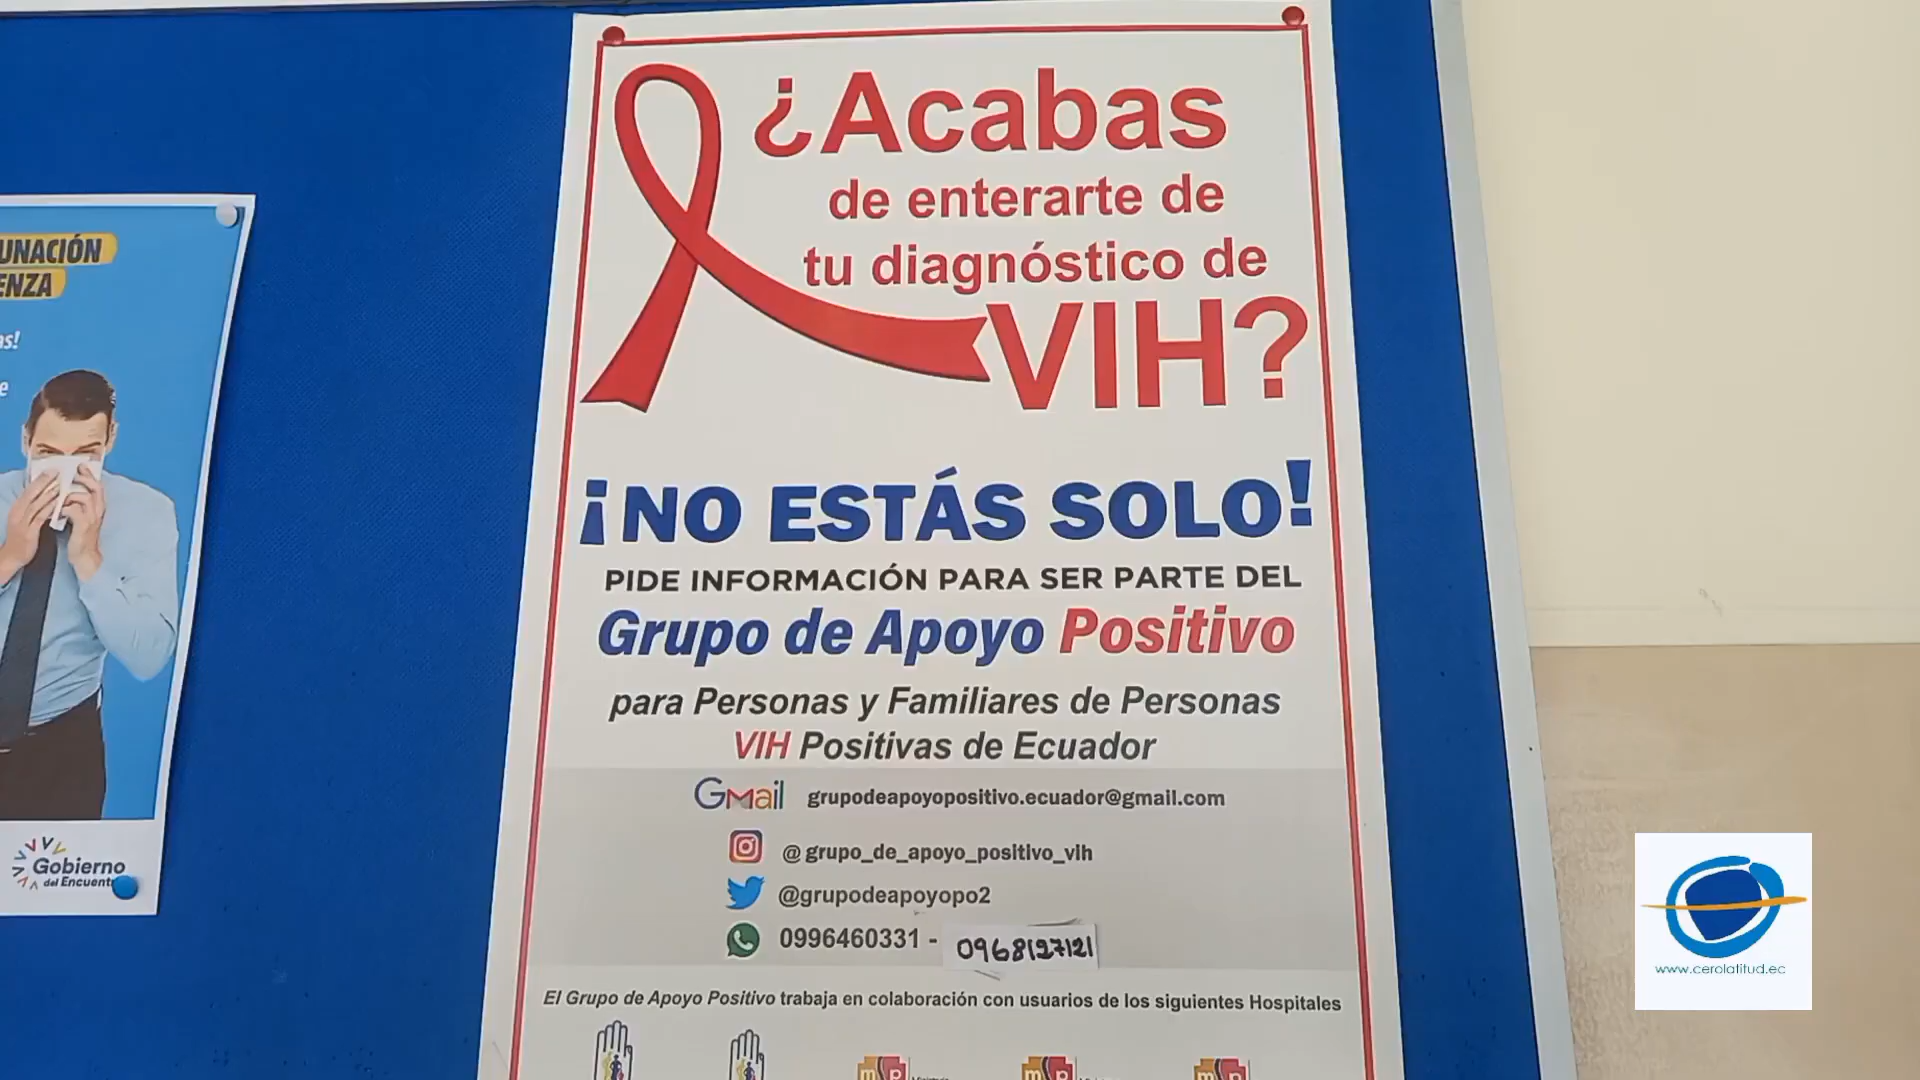 ¿Acabas
de enterarte de
tu diagnóstico de
VIH?
¡NO ESTÁS SOLO!
PIDE INFORMACIÓN PARA SER PARTE DEL
Grupo de Apoyo Positivo
para Personas y Familiares de Personas
VIH Positivas de Ecuador
GMail grupodeapoyopositivo.ecuador@gmail.com
@grupo_de_apoyo_positivo_vih
@grupodeapoyopo2
0996460331 - 0968127121
El Grupo de Apoyo Positivo trabaja en colaboración con usuarios de los siguientes Hospitales
UNACIÓN
ENZA
as!
e
Gobierno
del Encuent
www.cerolatitud.ec